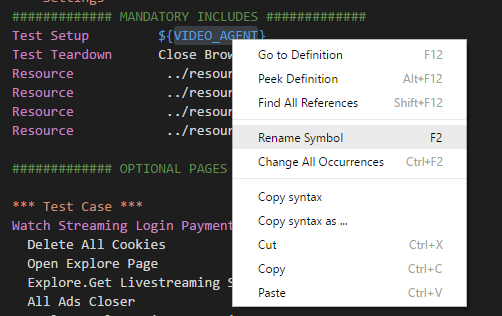 Settings
############# MANDATORY INCLUDES #############
Test Setup ${VIDEO_AGENT}
Test Teardown Close Brow
Resource ../resour
Resource ../resour
Resource ../resour
Resource ../resour
############# OPTIONAL PAGES
*** Test Case ***
Watch Streaming Login Payment
Delete All Cookies
Open Explore Page
Explore.Get Livestreaming S
All Ads Closer
Go to Definition F12
Peek Definition Alt+F12
Find All References Shift+F12
Rename Symbol F2
Change All Occurrences Ctrl+F2
Copy syntax
Copy syntax as ...
Cut Ctrl+X
Copy Ctrl+C
Paste Ctrl+V